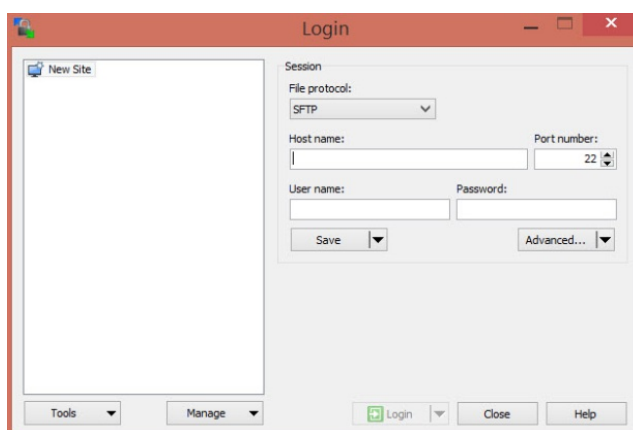 Login
New Site
Session
File protocol:
SFTP
Host name:
Port number:
22
User name:
Password:
Save
Advanced...
Tools
Manage
Login
Close
Help